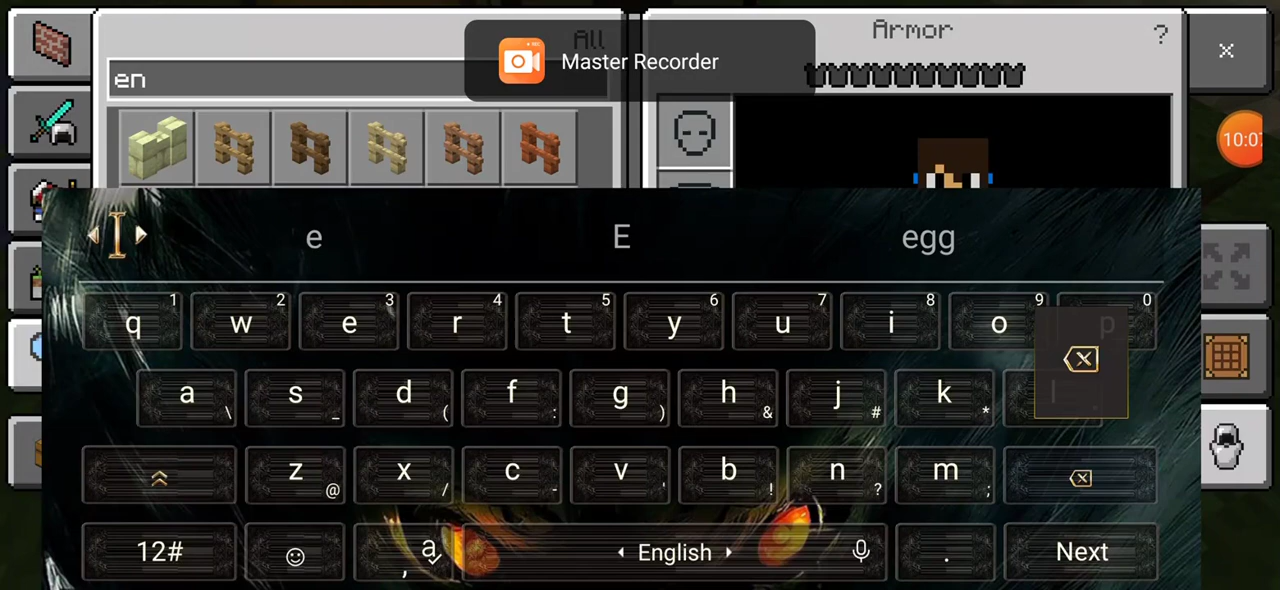 All
Armor
?
en
Master Recorder
10:07
e E egg
1 2 3 4 5 6 7 8 9 0
q w e r t y u i o p
a s d f g h j k l
\ _ ( : ) & # *
z x c v b n m
@ / - ' ! ? ;
12# , English . Next